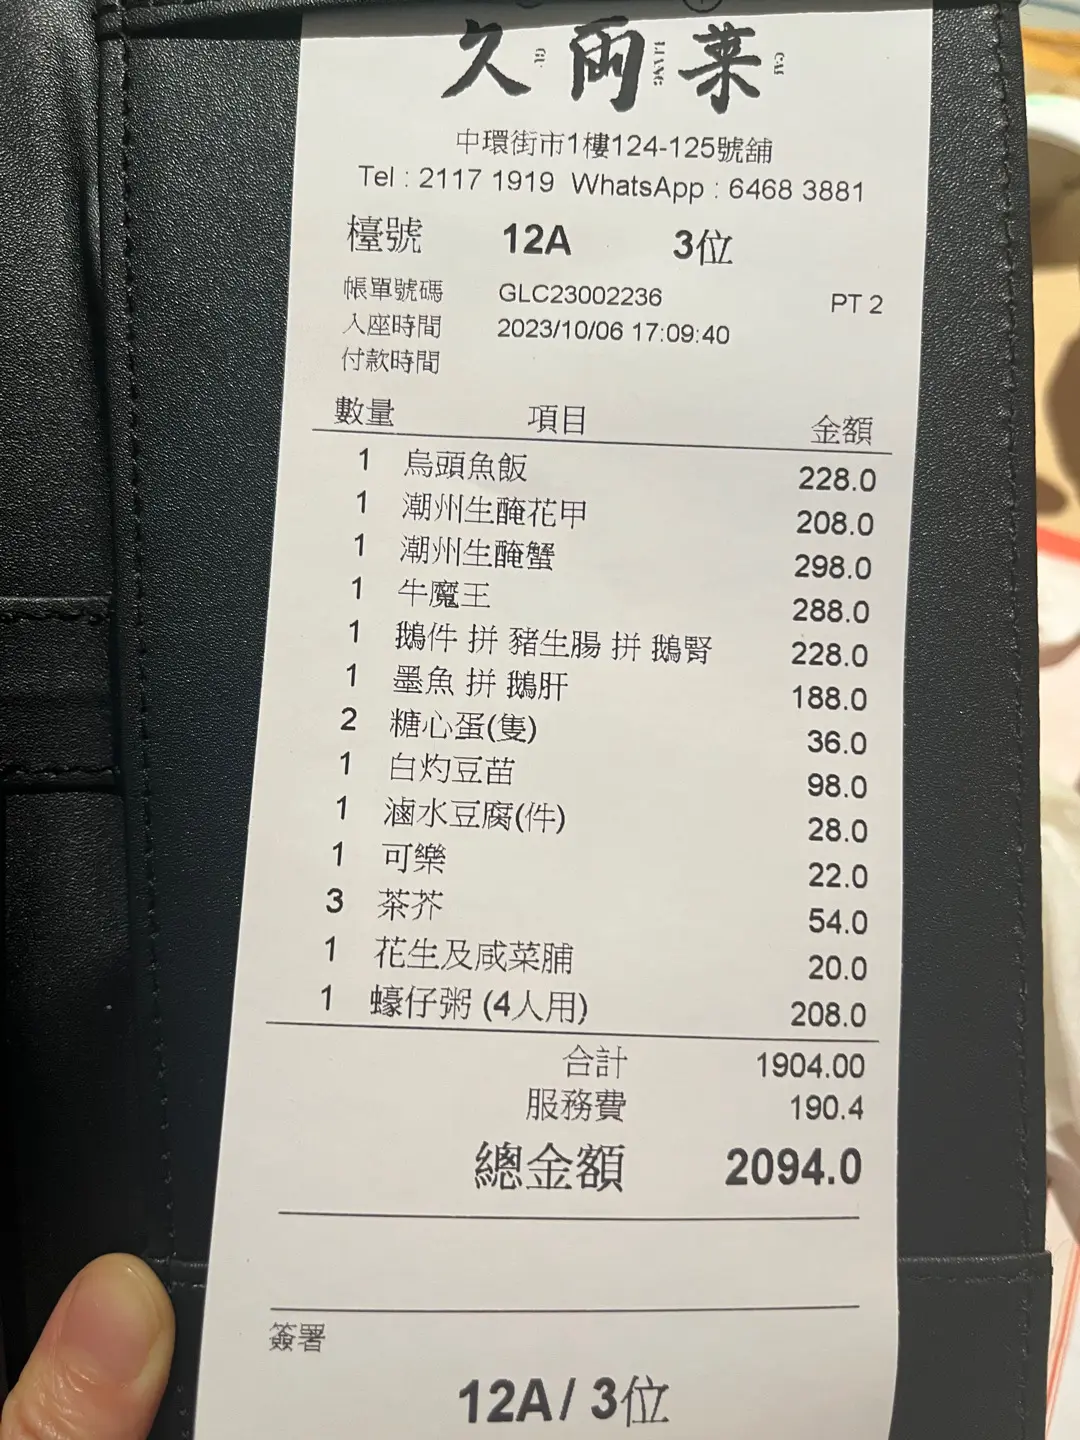 久兩菜
GU LIANG CAI
中環街市1樓124-125號舖
Tel : 2117 1919 WhatsApp : 6468 3881
檯號 12A 3位
帳單號碼 GLC23002236 PT 2
入座時間 2023/10/06 17:09:40
付款時間
數量 項目 金額
1 烏頭魚飯 228.0
1 潮州生醃花甲 208.0
1 潮州生醃蟹 298.0
1 牛魔王 288.0
1 鵝件 拼 豬生腸 拼 鵝腎 228.0
1 墨魚 拼 鵝肝 188.0
2 糖心蛋(隻) 36.0
1 白灼豆苗 98.0
1 滷水豆腐(件) 28.0
1 可樂 22.0
3 茶芥 54.0
1 花生及咸菜脯 20.0
1 蠔仔粥 (4人用) 208.0
合計 1904.00
服務費 190.4
總金額 2094.0
簽署
12A / 3位